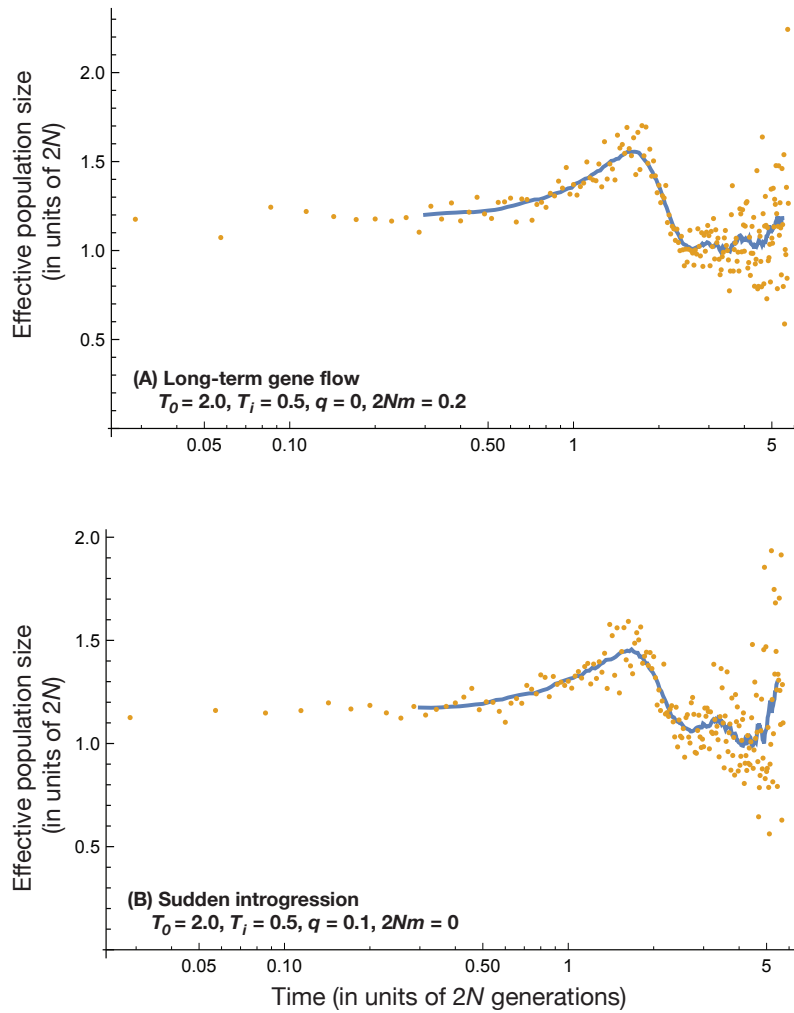 Effective population size
(in units of 2N)
2.0
1.5
1.0
0.5
(A) Long-term gene flow
T0 = 2.0, Ti = 0.5, q = 0, 2Nm = 0.2
0.05 0.10 0.50 1 5
Effective population size
(in units of 2N)
2.0
1.5
1.0
0.5
(B) Sudden introgression
T0 = 2.0, Ti = 0.5, q = 0.1, 2Nm = 0
0.05 0.10 0.50 1 5
Time (in units of 2N generations)